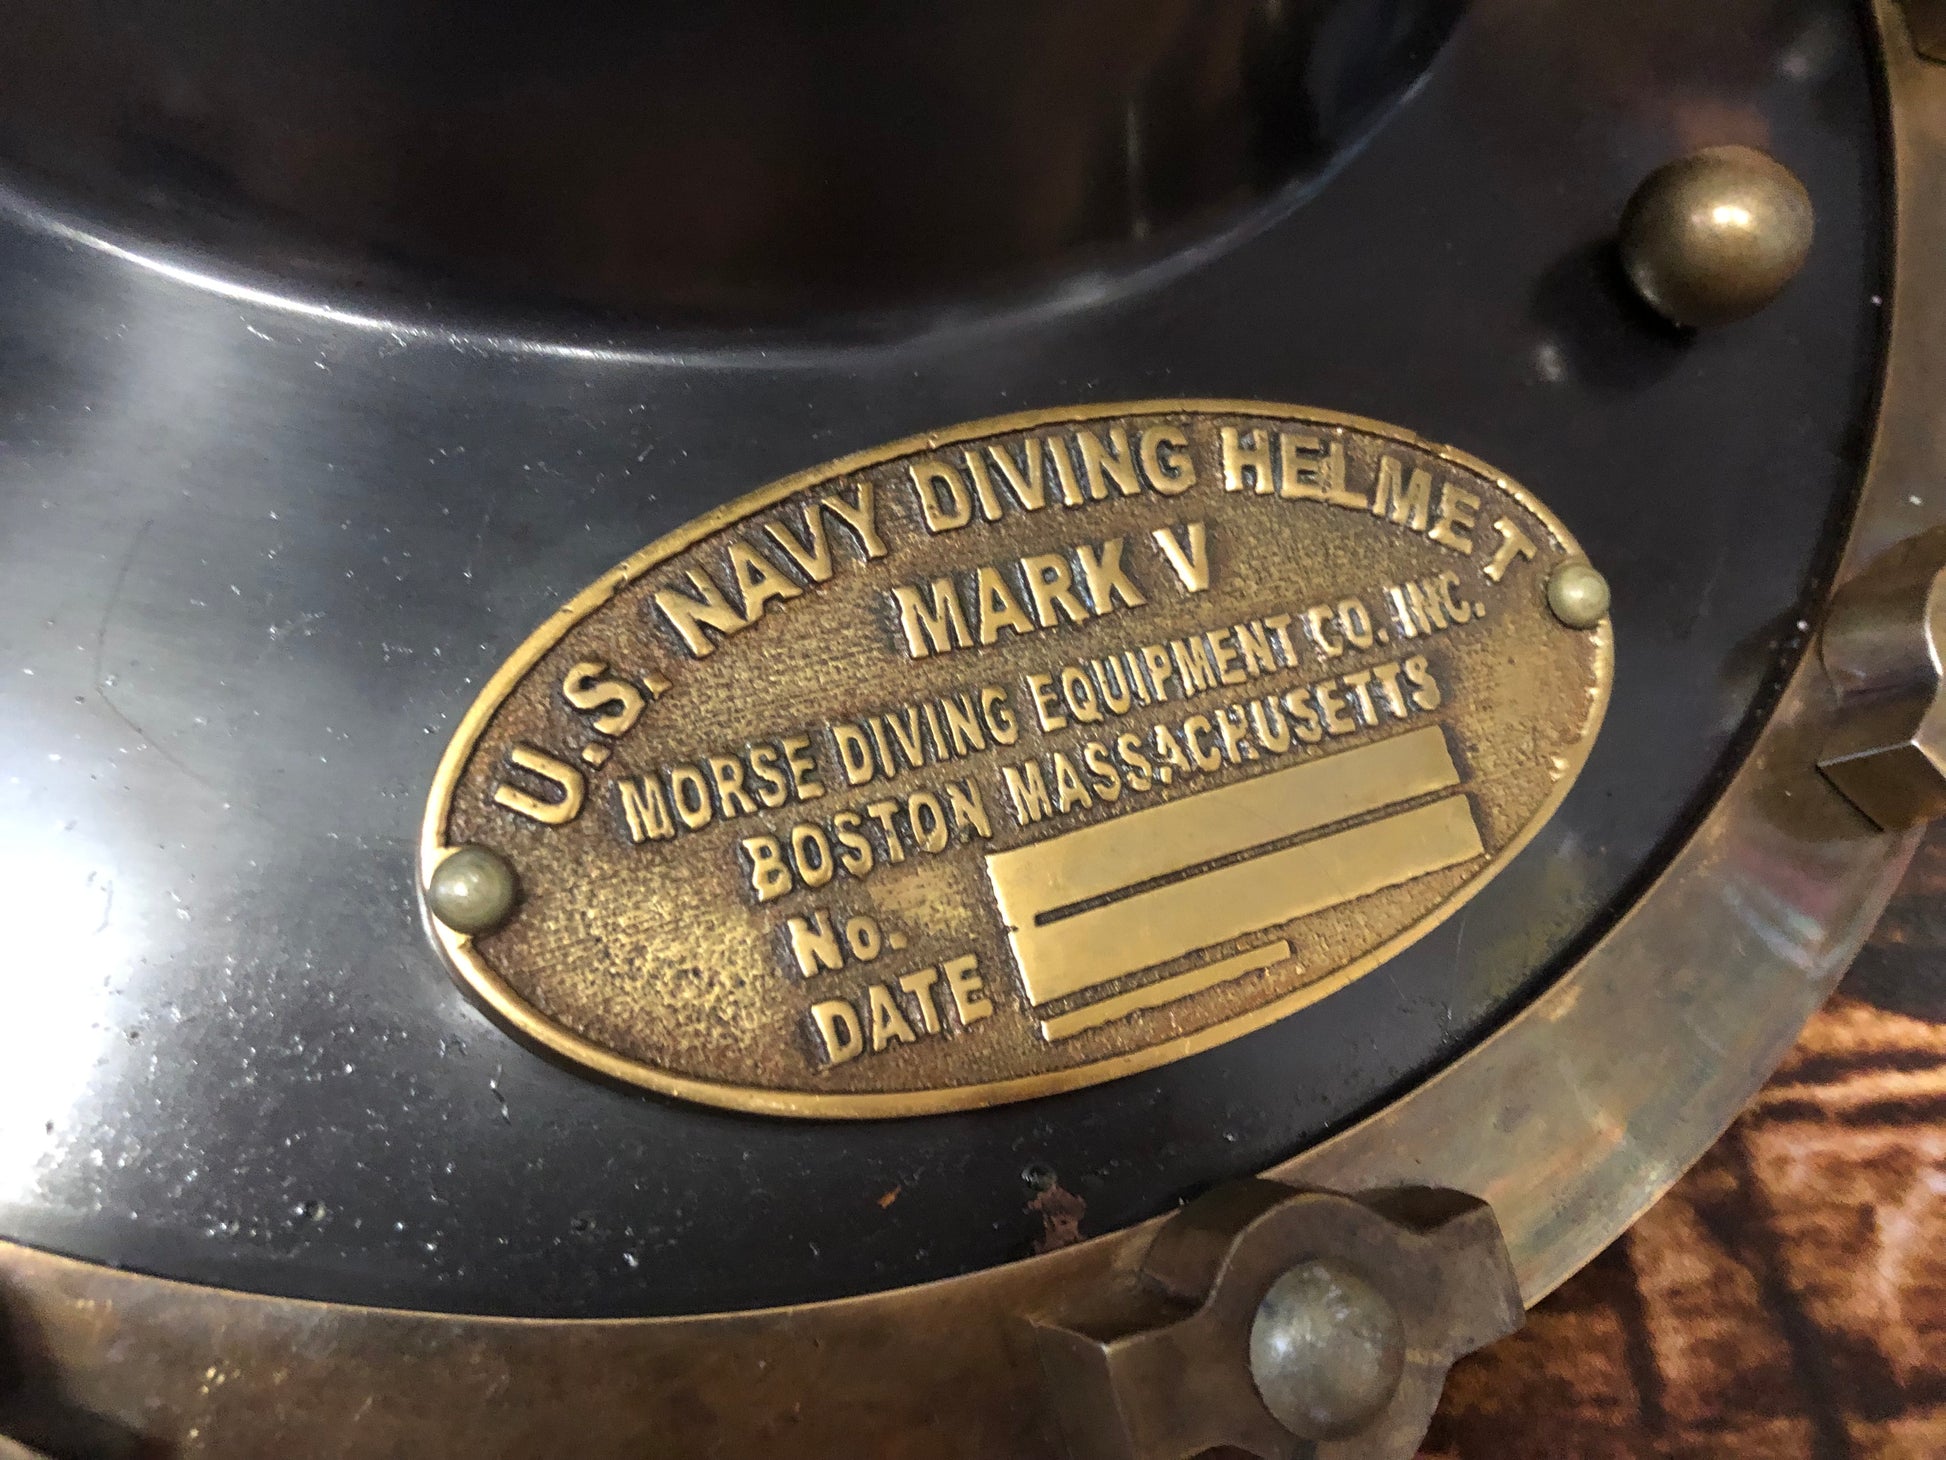 U.S. NAVY DIVING HELMET
MARK V
MORSE DIVING EQUIPMENT CO. INC.
BOSTON MASSACHUSETTS
No.
DATE